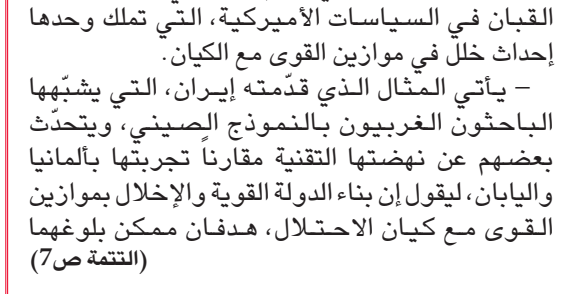 القبان في السياسات الأميركية، التي تملك وحدها
إحداث خلل في موازين القوى مع الكيان.
– يأتي المثال الذي قدّمته إيران، التي يشبّهها
الباحثون الغربيون بالنموذج الصيني، ويتحدّث
بعضهم عن نهضتها التقنية مقارناً تجربتها بألمانيا
واليابان، ليقول إن بناء الدولة القوية والإخلال بموازين
القوى مع كيان الاحتلال، هدفان ممكن بلوغهما
(التتمة ص7)